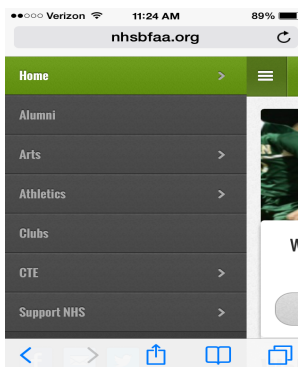 Verizon 11:24 AM 89%
nhsbfaa.org
Home
Alumni
Arts
Athletics
Clubs
CTE
Support NHS